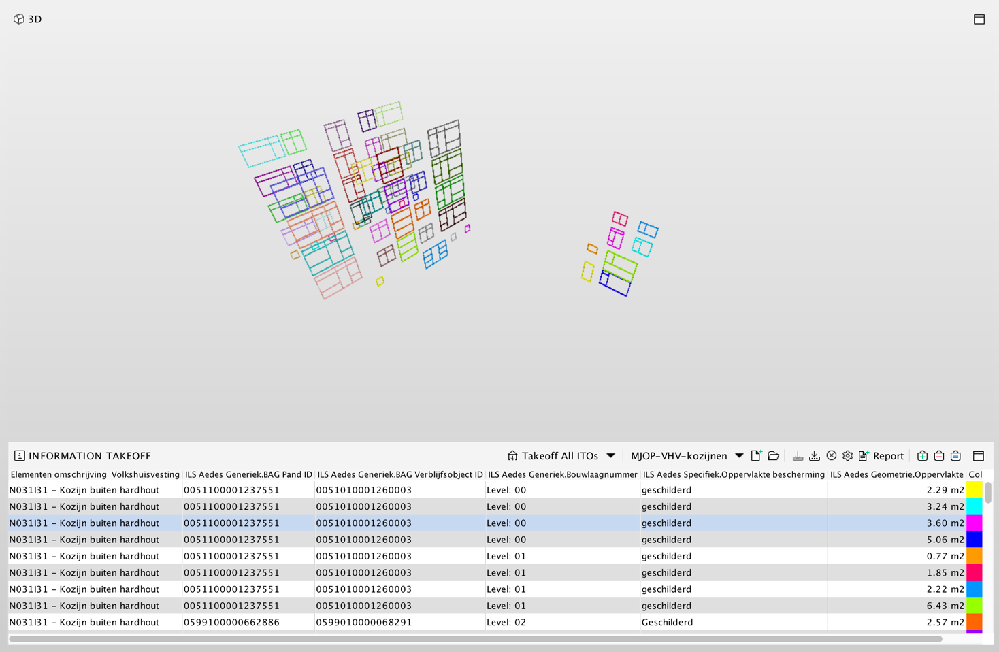 3D
INFORMATION TAKEOFF Takeoff All ITOs MJOP-VHV-kozijnen Report
Elementen omschrijving Volkshuisvesting ILS Aedes Generiek.BAG Pand ID ILS Aedes Generiek.BAG Verblijfsobject ID ILS Aedes Generiek.Bouwlaagnummer ILS Aedes Specifiek.Oppervlakte bescherming ILS Aedes Geometrie.Oppervlakte Col
N031I31 - Kozijn buiten hardhout 0051100001237551 0051010001260003 Level: 00 geschilderd 2.29 m2
N031I31 - Kozijn buiten hardhout 0051100001237551 0051010001260003 Level: 00 geschilderd 3.24 m2
N031I31 - Kozijn buiten hardhout 0051100001237551 0051010001260003 Level: 00 geschilderd 3.60 m2
N031I31 - Kozijn buiten hardhout 0051100001237551 0051010001260003 Level: 00 geschilderd 5.06 m2
N031I31 - Kozijn buiten hardhout 0051100001237551 0051010001260003 Level: 01 geschilderd 0.77 m2
N031I31 - Kozijn buiten hardhout 0051100001237551 0051010001260003 Level: 01 geschilderd 1.85 m2
N031I31 - Kozijn buiten hardhout 0051100001237551 0051010001260003 Level: 01 geschilderd 2.22 m2
N031I31 - Kozijn buiten hardhout 0051100001237551 0051010001260003 Level: 01 geschilderd 6.43 m2
N031I31 - Kozijn buiten hardhout 0599100000662886 0599010000068291 Level: 02 Geschilderd 2.57 m2